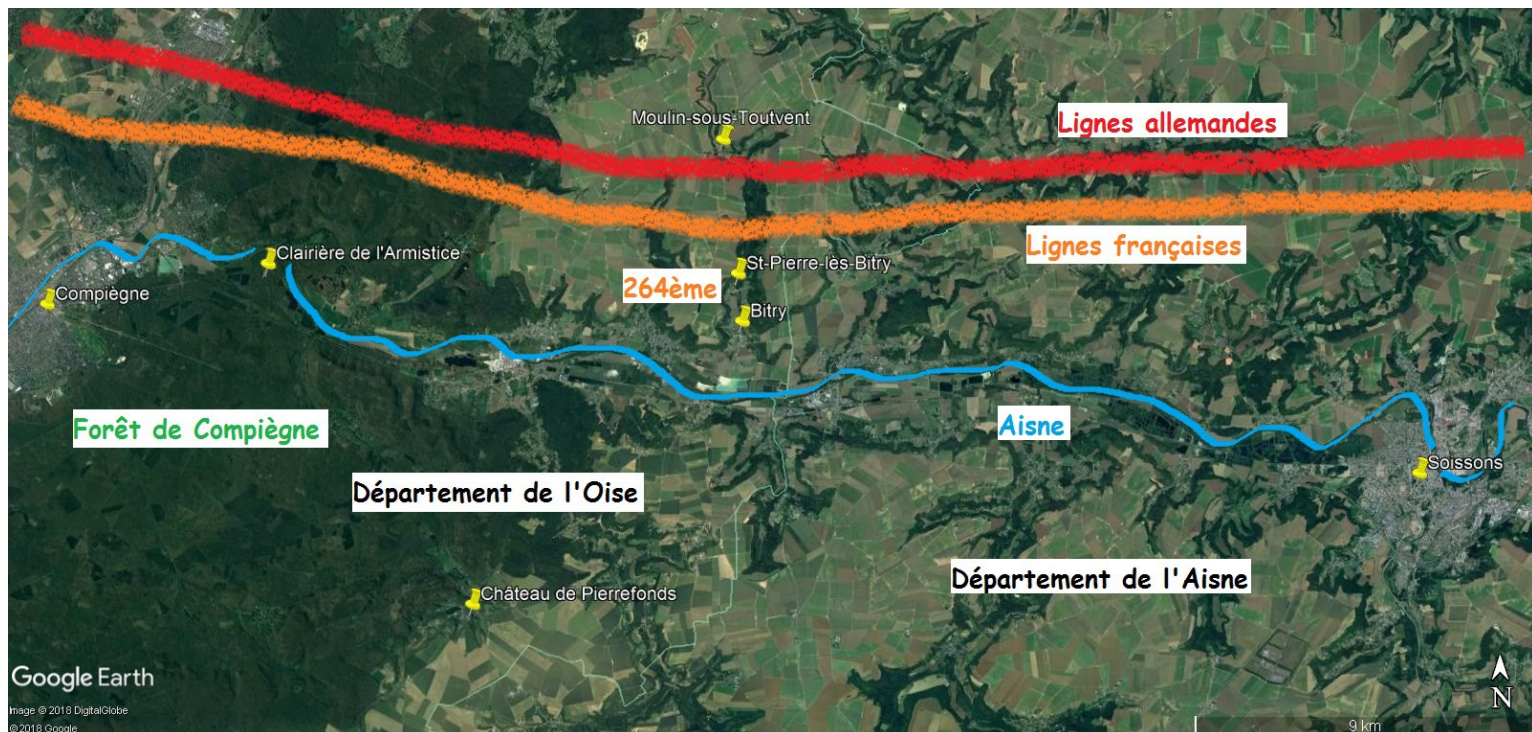 Moulin-sous-Toutvent
Lignes allemandes
Lignes françaises
Clairière de l'Armistice
St-Pierre-lès-Bitry
264ème
Compiègne
Bitry
Forêt de Compiègne
Aisne
Soissons
Département de l'Oise
Département de l'Aisne
Château de Pierrefonds
Google Earth
Image © 2018 DigitalGlobe
© 2018 Google
N
9 km